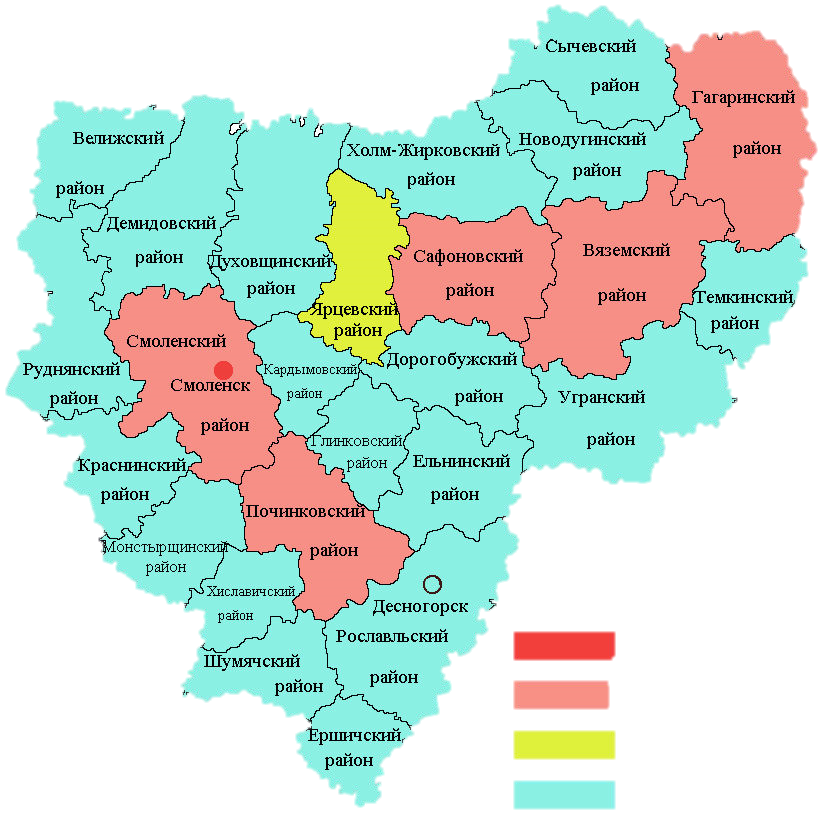 Сычевский
район
Гагаринский
район
Велижский
район
Холм-Жирковский
район
Новодугинский
район
Демидовский
район
Духовщинский
район
Сафоновский
район
Вяземский
район
Темкинский
район
Ярцевский
район
Смоленский
Смоленск
район
Руднянский
район
Кардымовский
район
Дорогобужский
район
Угранский
район
Глинковский
район
Ельнинский
район
Краснинский
район
Починковский
район
Монстырщинский
район
Хиславичский
район
Десногорск
Рославльский
район
Шумячский
район
Ершичский
район